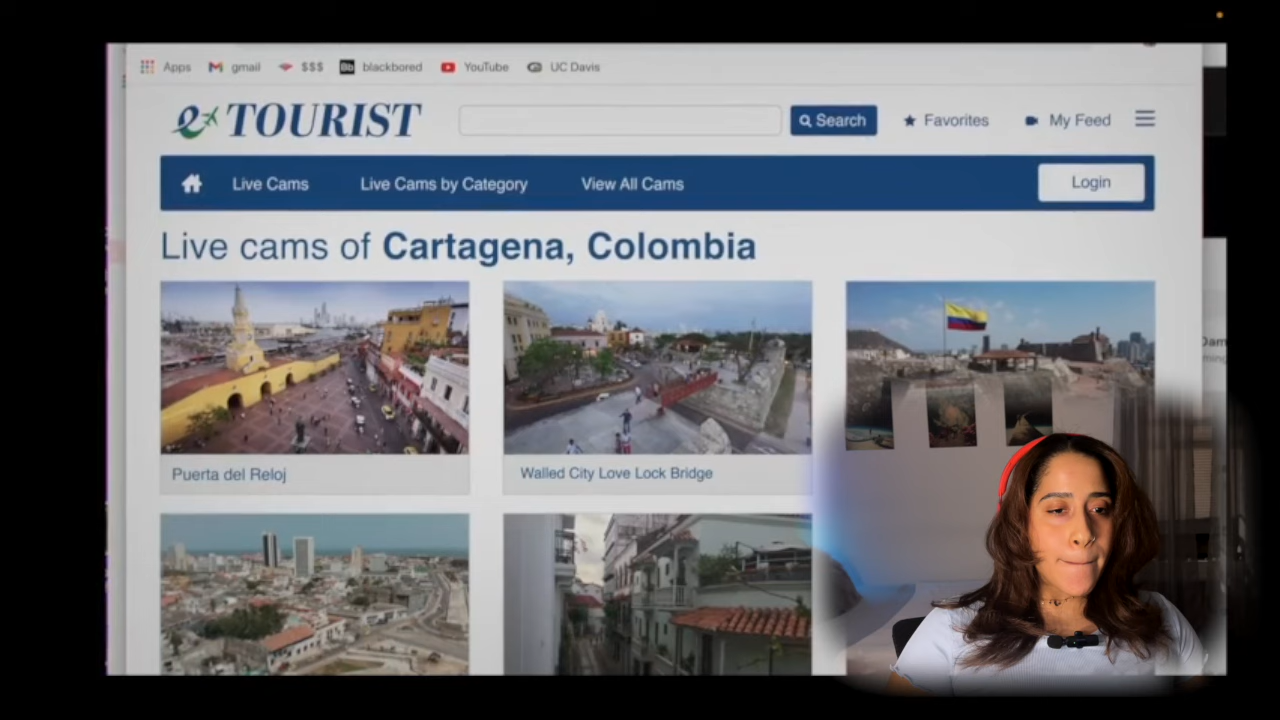 Apps gmail $$$ Bb blackbored YouTube UC Davis
e TOURIST Search Favorites My Feed
Live Cams Live Cams by Category View All Cams Login
Live cams of Cartagena, Colombia
Puerta del Reloj Walled City Love Lock Bridge